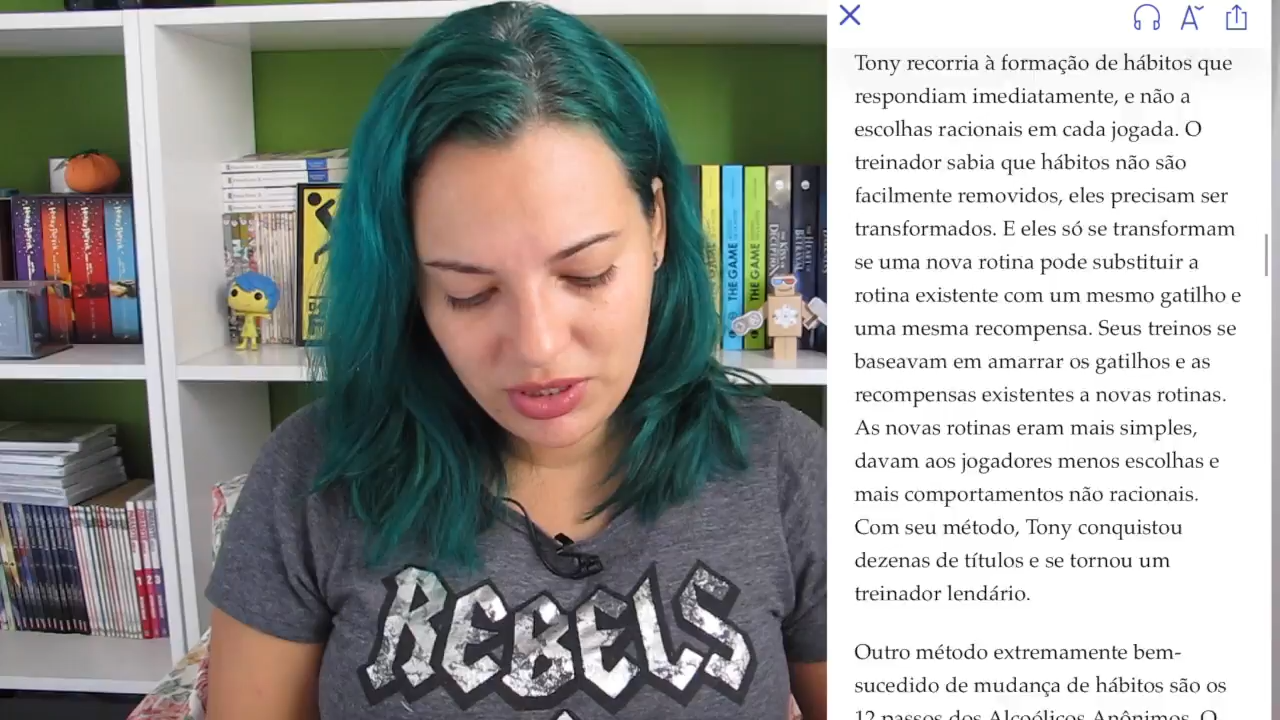 Tony recorria à formação de hábitos que
respondiam imediatamente, e não a
escolhas racionais em cada jogada. O
treinador sabia que hábitos não são
facilmente removidos, eles precisam ser
transformados. E eles só se transformam
se uma nova rotina pode substituir a
rotina existente com um mesmo gatilho e
uma mesma recompensa. Seus treinos se
baseavam em amarrar os gatilhos e as
recompensas existentes a novas rotinas.
As novas rotinas eram mais simples,
davam aos jogadores menos escolhas e
mais comportamentos não racionais.
Com seu método, Tony conquistou
dezenas de títulos e se tornou um
treinador lendário.
Outro método extremamente bem-
sucedido de mudança de hábitos são os
12 passos dos Alcoólicos Anônimos. O
THE GAME
THE GAME
REBELS